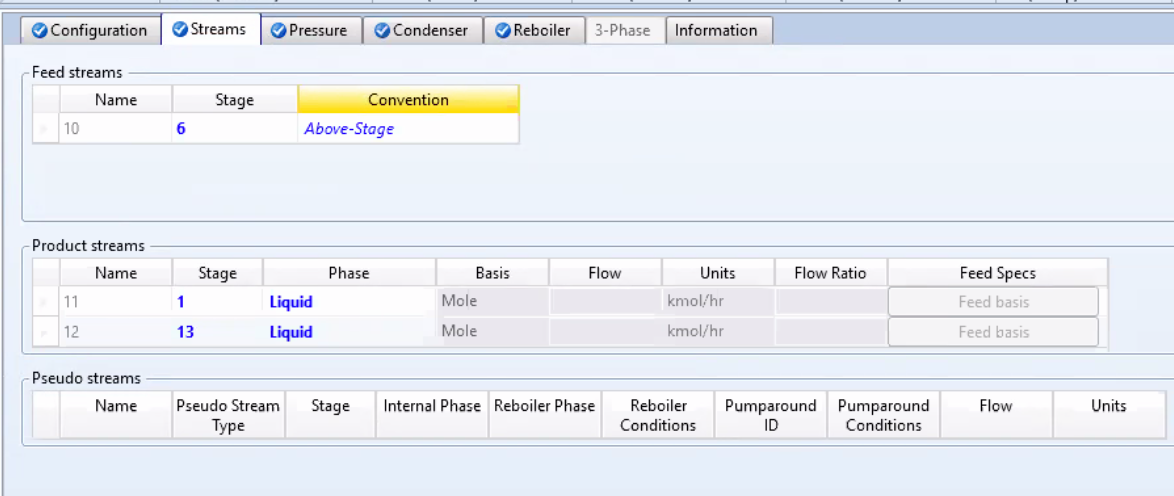 Configuration Streams Pressure Condenser Reboiler 3-Phase Information
Feed streams
Name Stage Convention
10 6 Above-Stage
Product streams
Name Stage Phase Basis Flow Units Flow Ratio Feed Specs
11 1 Liquid Mole kmol/hr Feed basis
12 13 Liquid Mole kmol/hr Feed basis
Pseudo streams
Name Pseudo Stream Type Stage Internal Phase Reboiler Phase Reboiler Conditions Pumparound ID Pumparound Conditions Flow Units